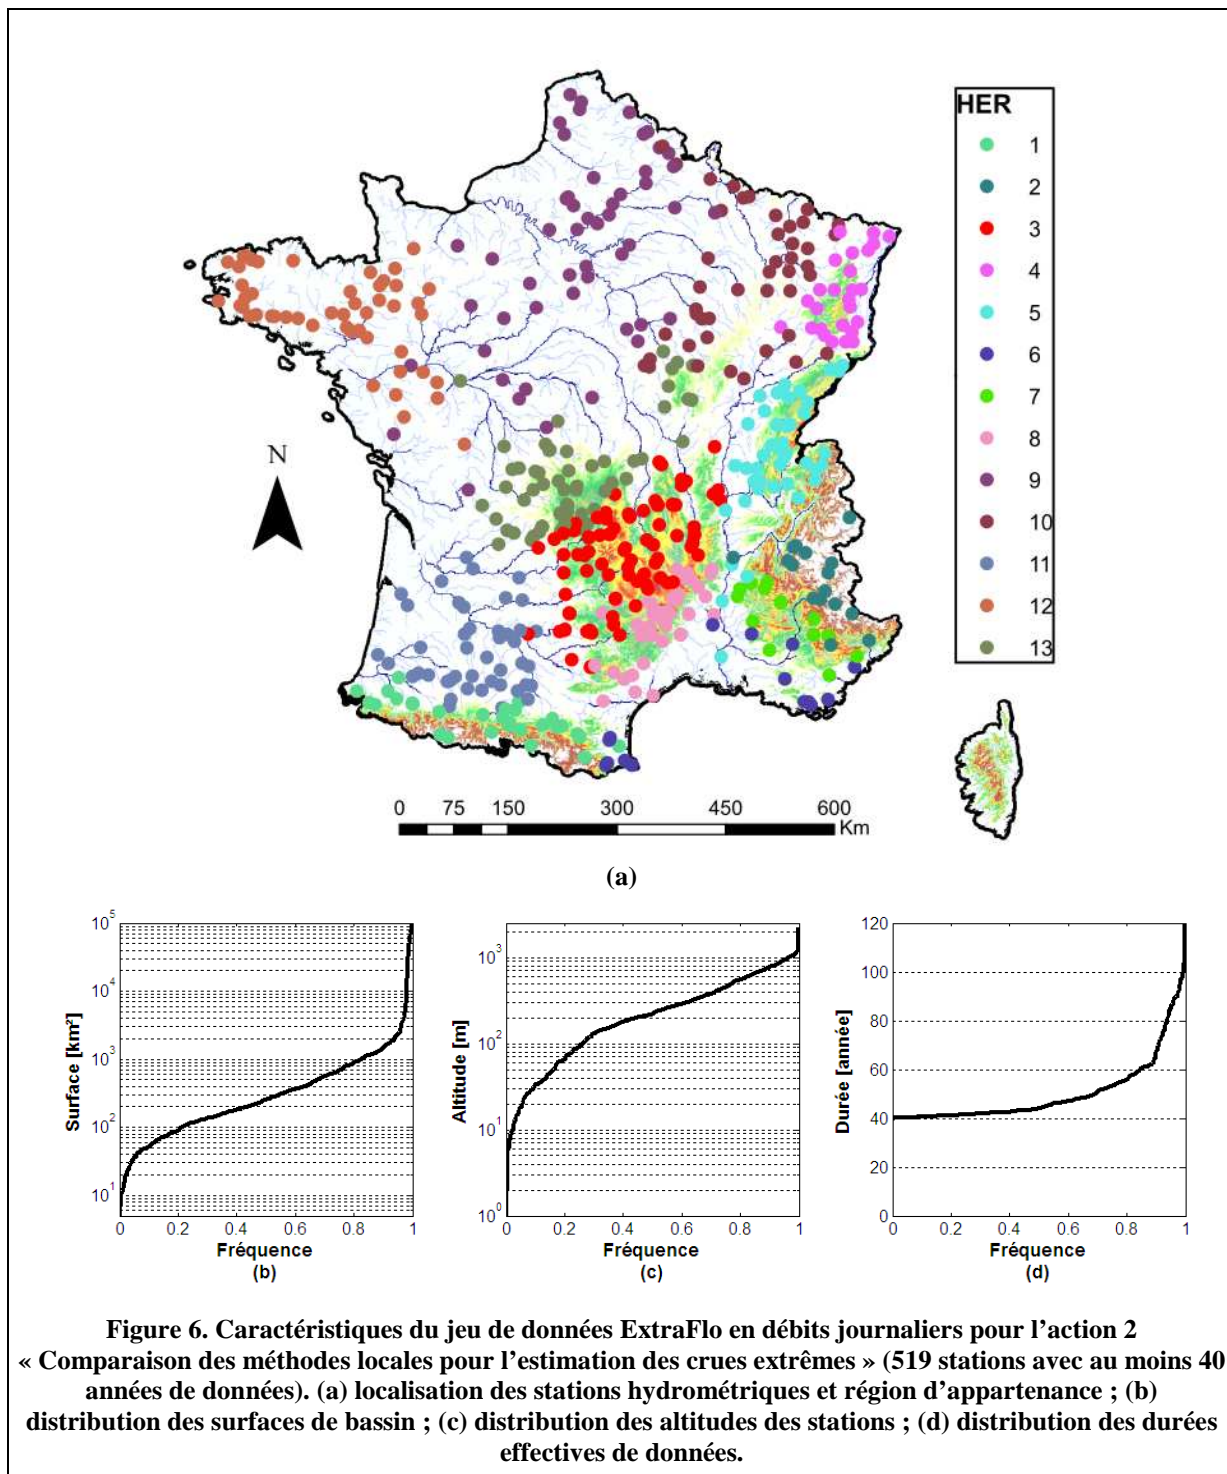 HER
1
2
3
4
5
6
7
8
9
10
11
12
13
N
0 75 150 300 450 600
Km
(a)
Surface [km²]
10^5
10^4
10^3
10^2
10^1
0 0.2 0.4 0.6 0.8 1
Fréquence
(b)
Altitude [m]
10^3
10^2
10^1
10^0
0 0.2 0.4 0.6 0.8 1
Fréquence
(c)
Durée [année]
120
100
80
60
40
20
0
0 0.2 0.4 0.6 0.8 1
Fréquence
(d)
Figure 6. Caractéristiques du jeu de données ExtraFlo en débits journaliers pour l'action 2
« Comparaison des méthodes locales pour l'estimation des crues extrêmes » (519 stations avec au moins 40
années de données). (a) localisation des stations hydrométriques et région d'appartenance ; (b)
distribution des surfaces de bassin ; (c) distribution des altitudes des stations ; (d) distribution des durées
effectives de données.